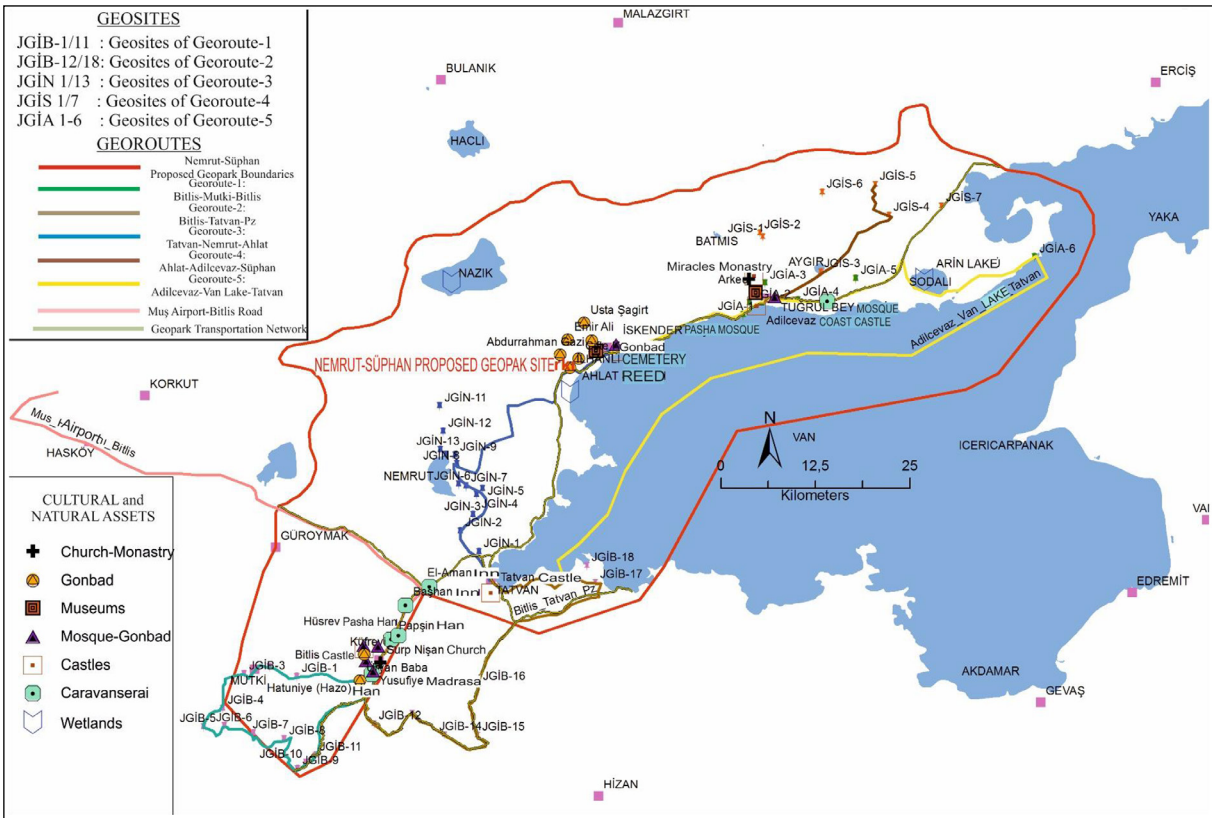 GEOSITES
JGİB-1/11 : Geosites of Georoute-1
JGİB-12/18: Geosites of Georoute-2
JGİN 1/13 : Geosites of Georoute-3
JGİS 1/7 : Geosites of Georoute-4
JGİA 1-6 : Geosites of Georoute-5
GEOROUTES
Nemrut-Süphan
Proposed Geopark Boundaries
Georoute-1:
Bitlis-Mutki-Bitlis
Georoute-2:
Bitlis-Tatvan-Pz
Georoute-3:
Tatvan-Nemrut-Ahlat
Georoute-4:
Ahlat-Adilcevaz-Süphan
Georoute-5:
Adilcevaz-Van Lake-Tatvan
Muş Airport-Bitlis Road
Geopark Transportation Network
MALAZGIRT
BULANIK
ERCİŞ
HACLI
YAKA
NAZIK
JGİS-6
JGİS-5
JGİS-4
JGİS-7
JGİS-1
JGİS-2
BATMIS
JGİA-6
Miracles Monastry
AYGIR
JGİS-3
JGİA-3
JGİA-5
ARİN LAKE
SODALI
JGİA-2
JGİA-4
JGİA-1
TUĞRUL BEY MOSQUE
Adilcevaz COAST CASTLE
Adilcevaz_Van_LAKE_Tatvan
Usta Şagirt
Emir Ali
İSKENDER PASHA MOSQUE
Abdurrahman Gazi
Gonbad
NEMRUT-SÜPHAN PROPOSED GEOPAK SITE
CEMETERY
AHLAT REED
KORKUT
HASKÖY
JGİN-11
JGİN-12
JGİN-13
JGİN-9
JGİN-8
NEMRUT
JGİN-6
JGİN-7
JGİN-5
JGİN-4
JGİN-3
JGİN-2
JGİN-1
N
VAN
0 12,5 25
Kilometers
ICERICARPANAK
CULTURAL and
NATURAL ASSETS
Church-Monastry
Gonbad
Museums
Mosque-Gonbad
Castles
Caravanserai
Wetlands
GÜROYMAK
El-Aman Inn
Tatvan Castle
TATVAN
JGİB-18
JGİB-17
Başhan Inn
Bitlis_Tatvan_Pz
EDREMIT
Hüsrev Pasha Han
Papşin Han
Küfrevi
Surp Nişan Church
Bitlis Castle
Baba
Yusufiye Madrasa
Hatuniye (Hazo) Han
AKDAMAR
GEVAŞ
JGİB-3
MUTKİ
JGİB-1
JGİB-4
JGİB-5
JGİB-6
JGİB-7
JGİB-8
JGİB-10
JGİB-9
JGİB-11
JGİB-12
JGİB-14
JGİB-15
JGİB-16
HİZAN